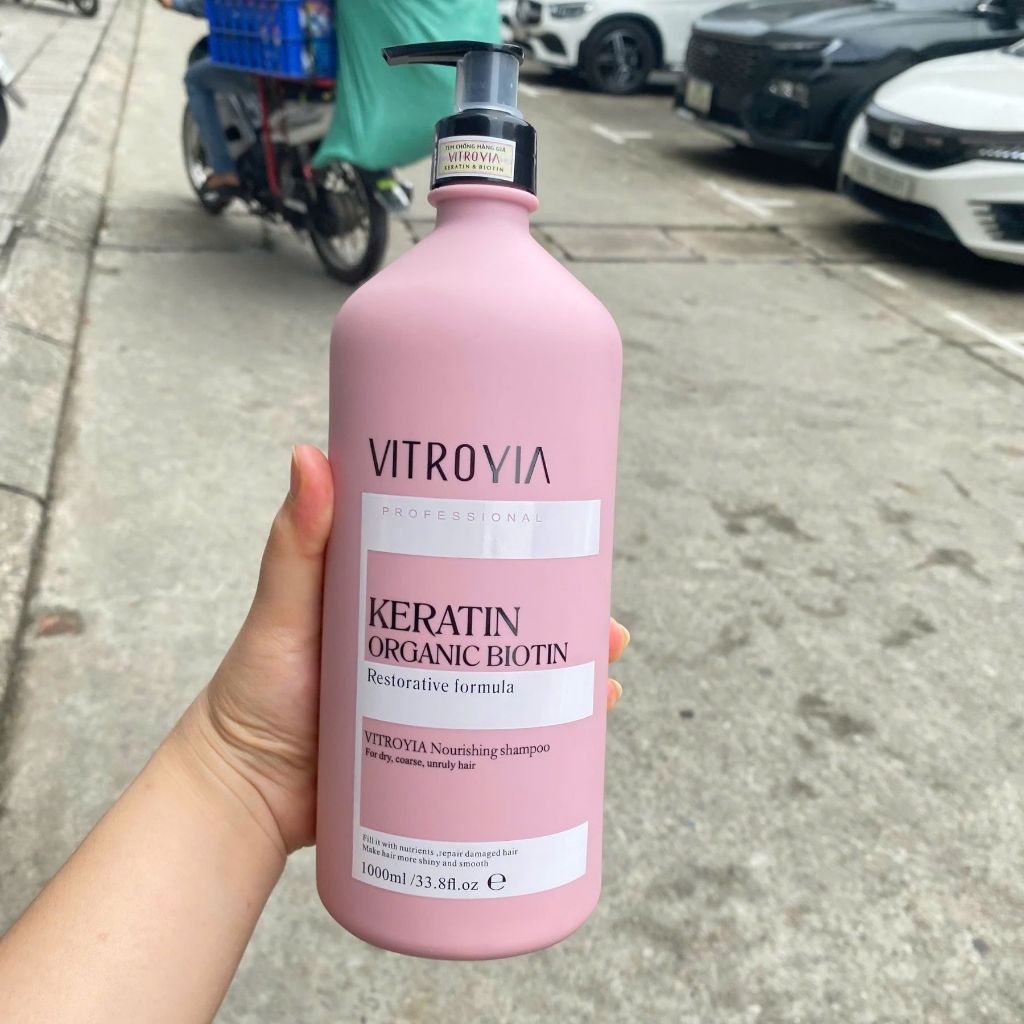 TEM CHỐNG HÀNG GIẢ
VITROYIA
KERATIN & BIOTIN
VITROYIA
PROFESSIONAL
KERATIN
ORGANIC BIOTIN
Restorative formula
VITROYIA Nourishing shampoo
For dry, coarse, unruly hair
Fill it with nutrients ,repair damaged hair
Make hair more shiny and smooth
1000ml /33.8fl.oz ℮